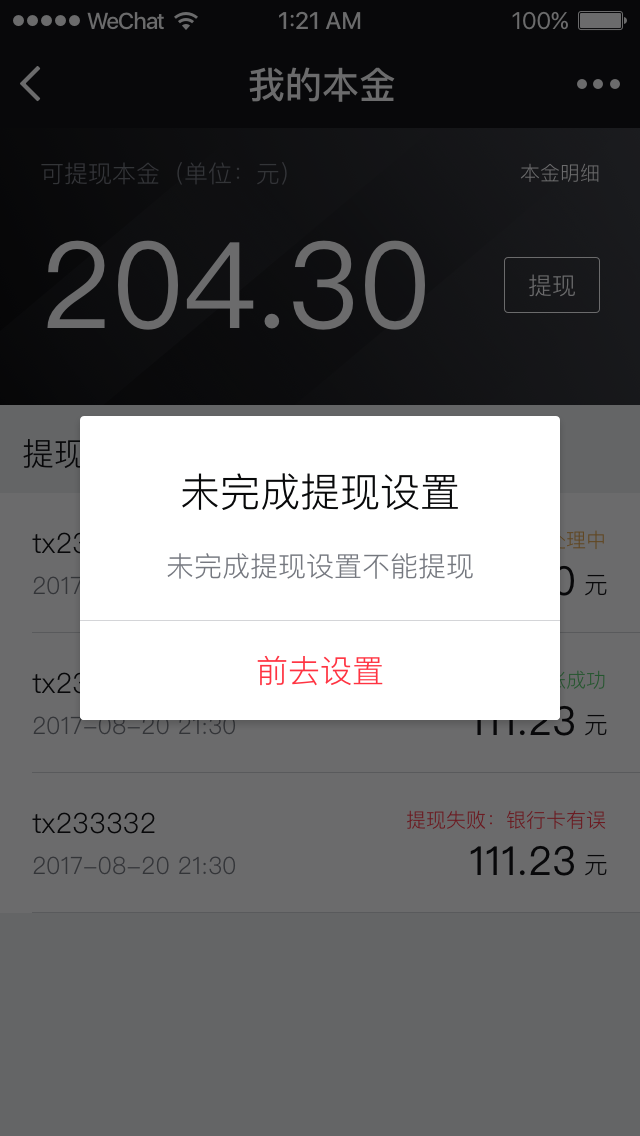 WeChat 1:21 AM 100%
我的本金
可提现本金（单位：元） 本金明细
204.30 提现
提现
未完成提现设置
未完成提现设置不能提现
前去设置
tx23 处理中
2017- 0 元
tx23 账成功
2017-08-20 21:30 111.23 元
tx233332 提现失败：银行卡有误
2017-08-20 21:30 111.23 元